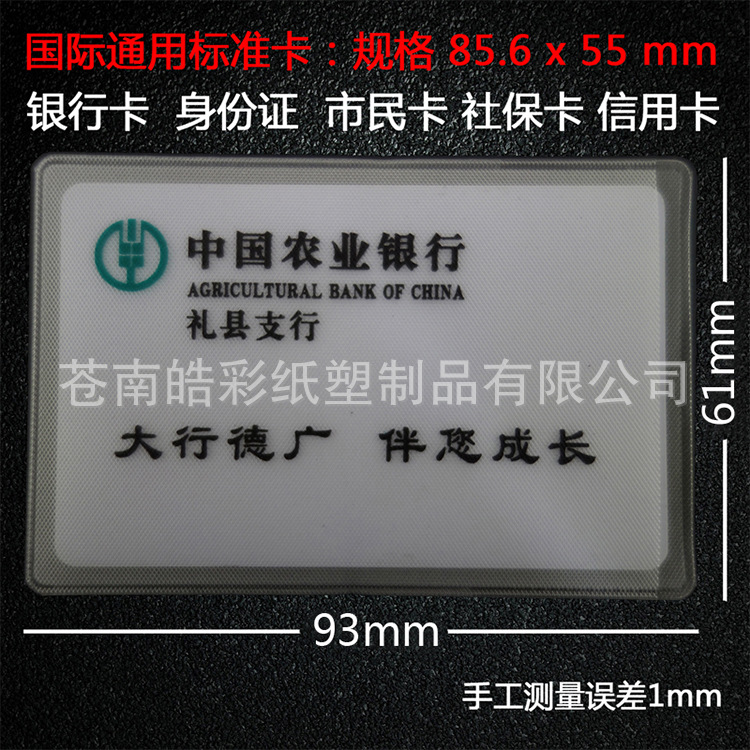 国际通用标准卡：规格 85.6 x 55 mm
银行卡 身份证 市民卡 社保卡 信用卡
中国农业银行
AGRICULTURAL BANK OF CHINA
礼县支行
苍南皓彩纸塑制品有限公司
大行德广 伴您成长
61mm
93mm
手工测量误差1mm